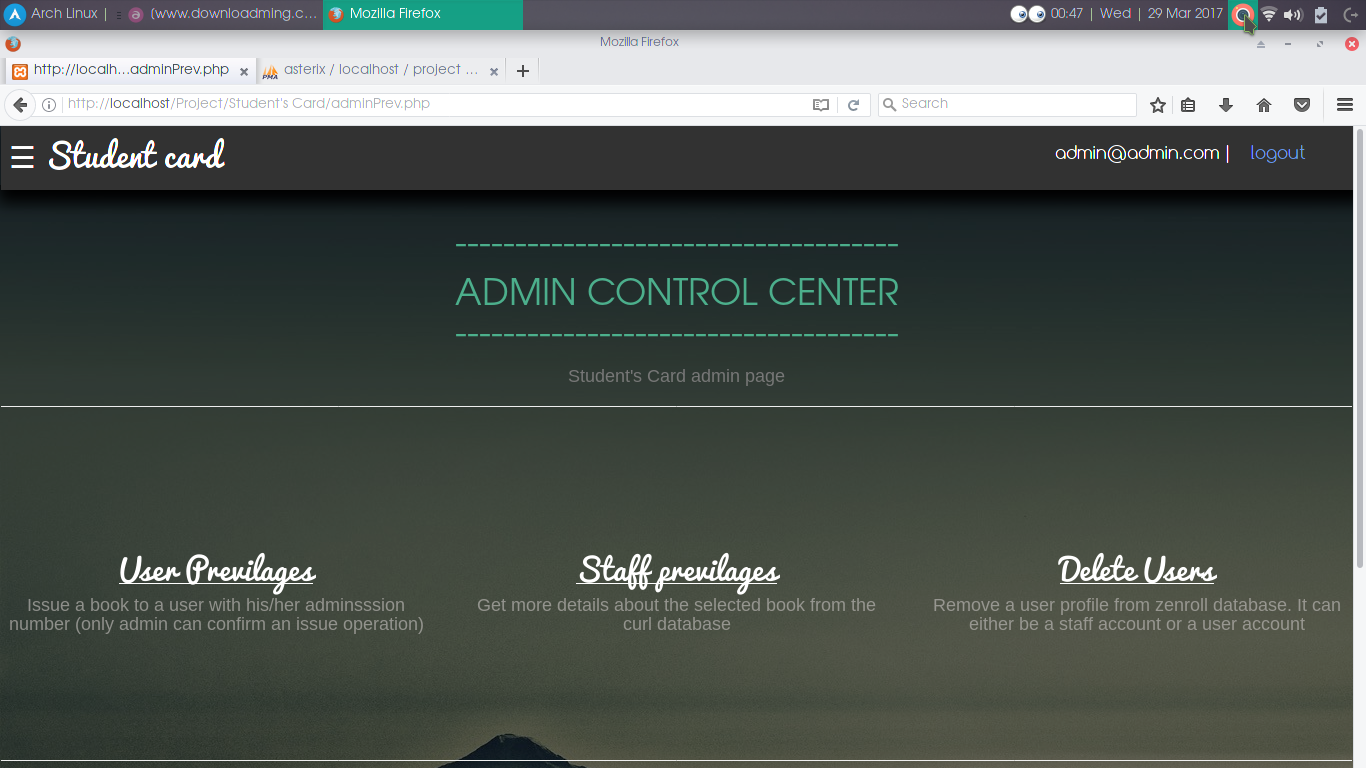 Arch Linux |
[www.downloadming.c...
Mozilla Firefox
00:47 | Wed | 29 Mar 2017
Mozilla Firefox
http://localh...adminPrev.php
asterix / localhost / project ...
http://localhost/Project/Student's Card/adminPrev.php
Search
☰ Student card
admin@admin.com |
logout
-------------------------------------
ADMIN CONTROL CENTER
-------------------------------------
Student's Card admin page
User Previlages
Issue a book to a user with his/her adminsssion
number (only admin can confirm an issue operation)
Staff previlages
Get more details about the selected book from the
curl database
Delete Users
Remove a user profile from zenroll database. It can
either be a staff account or a user account